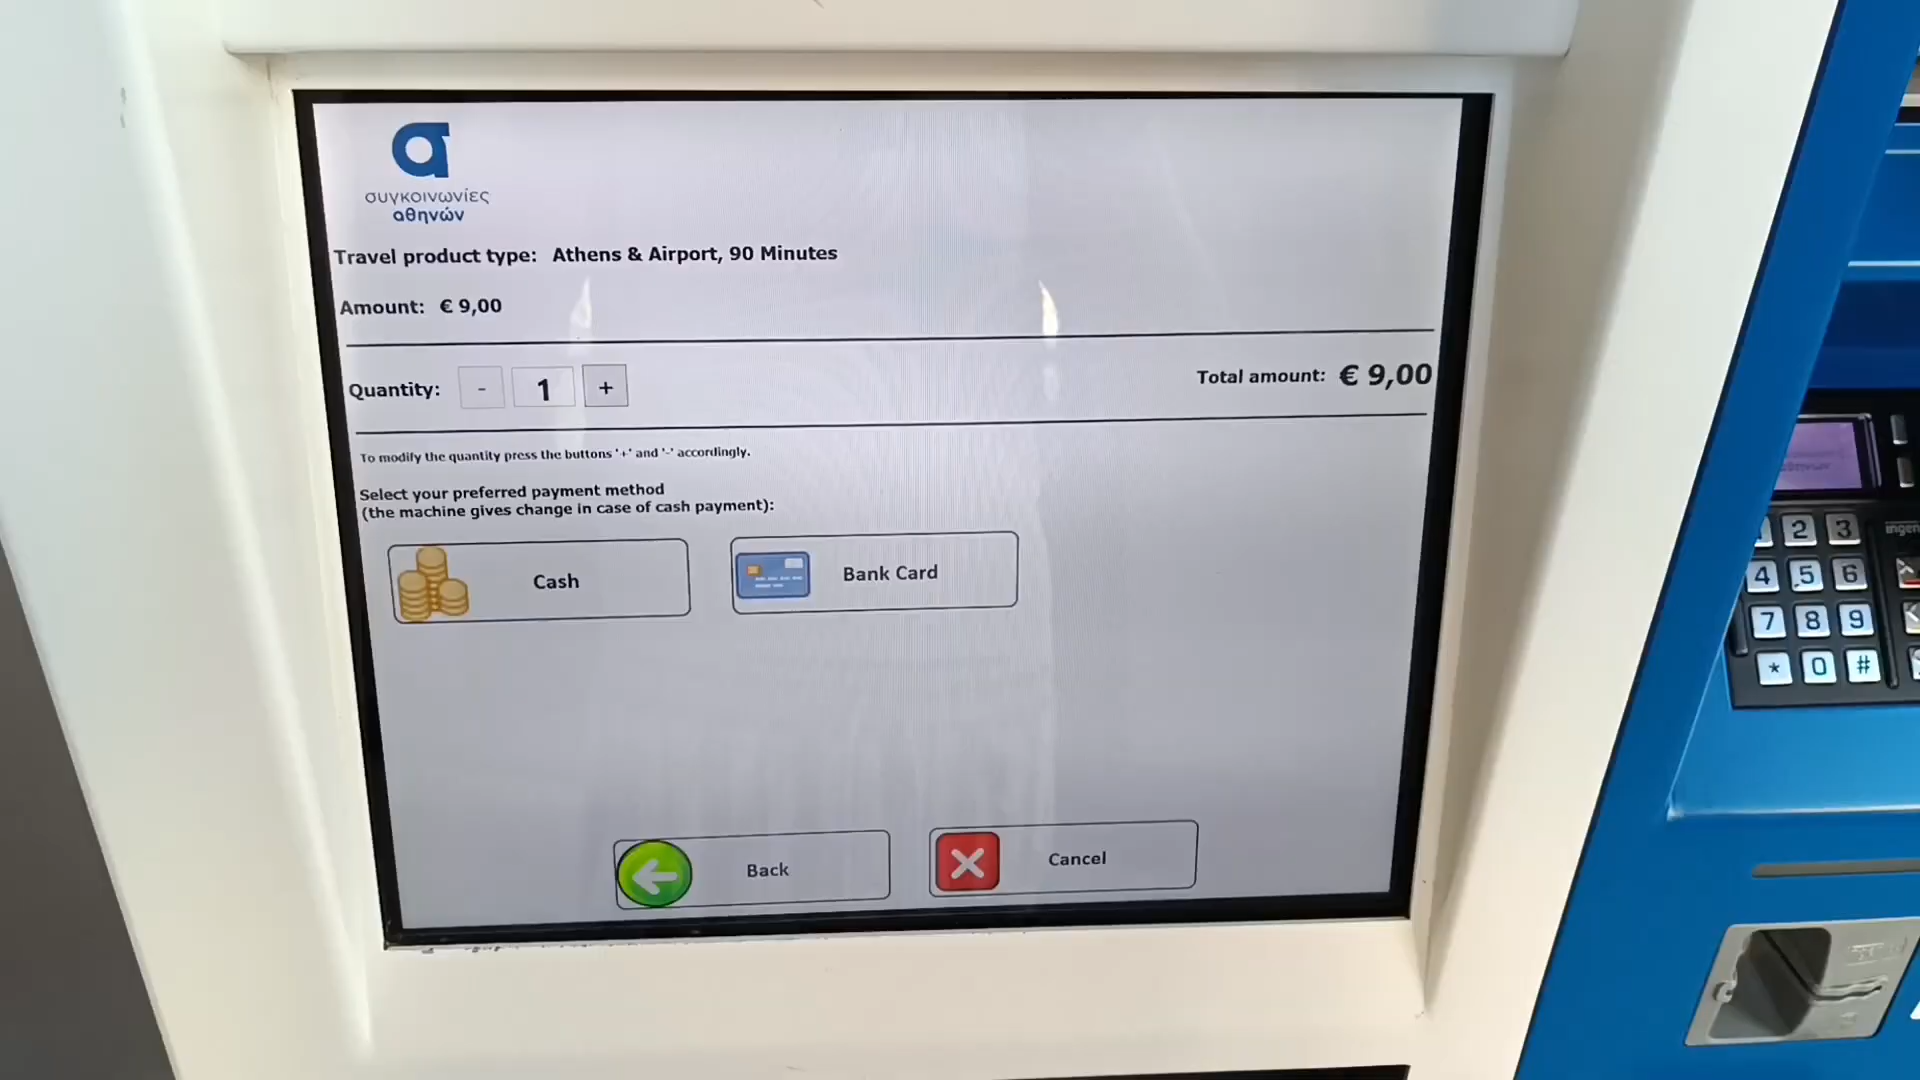 συγκοινωνίες
αθηνών
Travel product type: Athens & Airport, 90 Minutes
Amount: € 9,00
Quantity: - 1 +
Total amount: € 9,00
To modify the quantity press the buttons '+' and '-' accordingly.
Select your preferred payment method
(the machine gives change in case of cash payment):
Cash
Bank Card
Back
Cancel
2 3
4 5 6
7 8 9
* 0 #